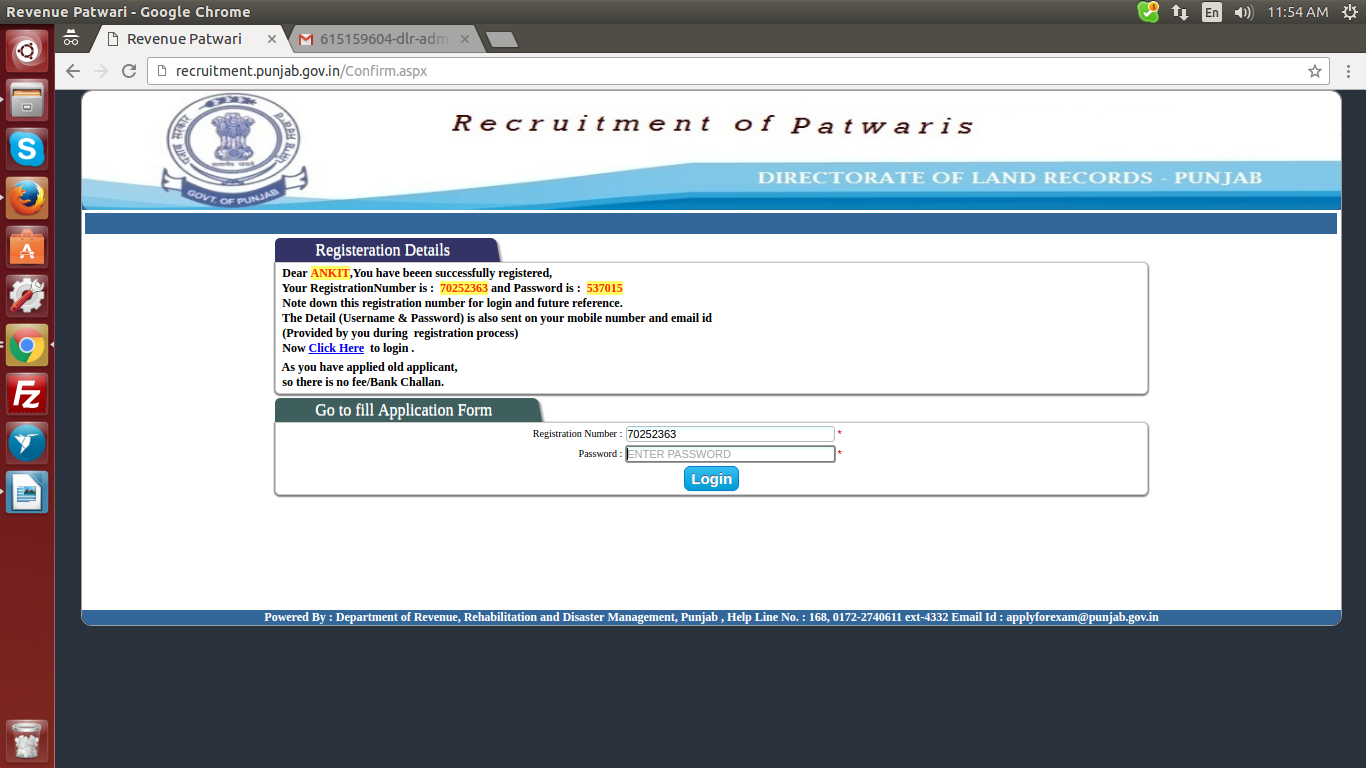 Revenue Patwari - Google Chrome
En
11:54 AM
Revenue Patwari
615159604-dlr-adm
recruitment.punjab.gov.in/Confirm.aspx
Recruitment of Patwaris
DIRECTORATE OF LAND RECORDS - PUNJAB
GOVT. OF PUNJAB
Registeration Details
Dear ANKIT,You have beeen successfully registered,
Your RegistrationNumber is : 70252363 and Password is : 537015
Note down this registration number for login and future reference.
The Detail (Username & Password) is also sent on your mobile number and email id
(Provided by you during registration process)
Now Click Here to login .
As you have applied old applicant,
so there is no fee/Bank Challan.
Go to fill Application Form
Registration Number : 70252363 *
Password : ENTER PASSWORD *
Login
Powered By : Department of Revenue, Rehabilitation and Disaster Management, Punjab , Help Line No. : 168, 0172-2740611 ext-4332 Email Id : applyforexam@punjab.gov.in